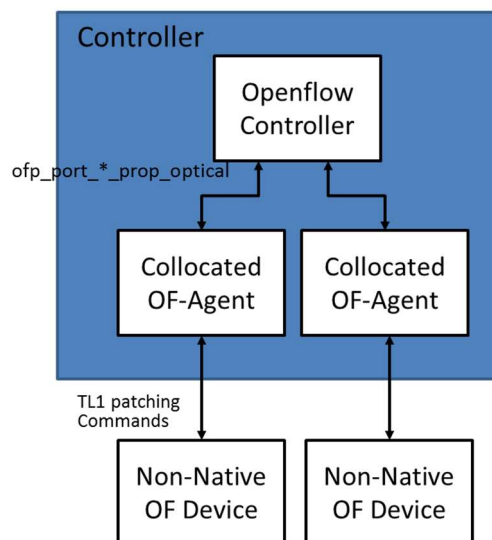 Controller
Openflow
Controller
ofp_port_*_prop_optical
Collocated
OF-Agent
Collocated
OF-Agent
TL1 patching
Commands
Non-Native
OF Device
Non-Native
OF Device